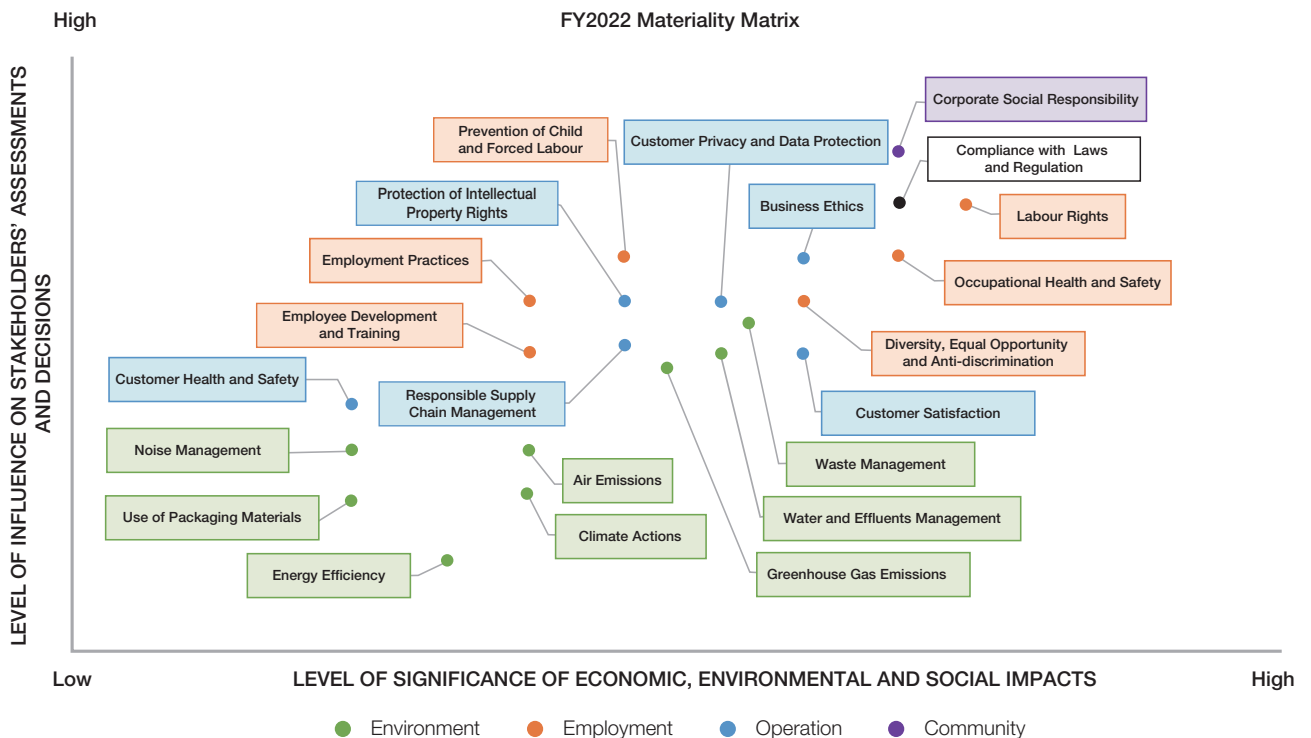 High
FY2022 Materiality Matrix
LEVEL OF INFLUENCE ON STAKEHOLDERS' ASSESSMENTS
AND DECISIONS
Corporate Social Responsibility
Prevention of Child
and Forced Labour
Customer Privacy and Data Protection
Compliance with Laws
and Regulation
Protection of Intellectual
Property Rights
Business Ethics
Labour Rights
Employment Practices
Occupational Health and Safety
Employee Development
and Training
Diversity, Equal Opportunity
and Anti-discrimination
Customer Health and Safety
Responsible Supply
Chain Management
Customer Satisfaction
Noise Management
Waste Management
Air Emissions
Use of Packaging Materials
Water and Effluents Management
Climate Actions
Energy Efficiency
Greenhouse Gas Emissions
Low
LEVEL OF SIGNIFICANCE OF ECONOMIC, ENVIRONMENTAL AND SOCIAL IMPACTS
High
Environment
Employment
Operation
Community